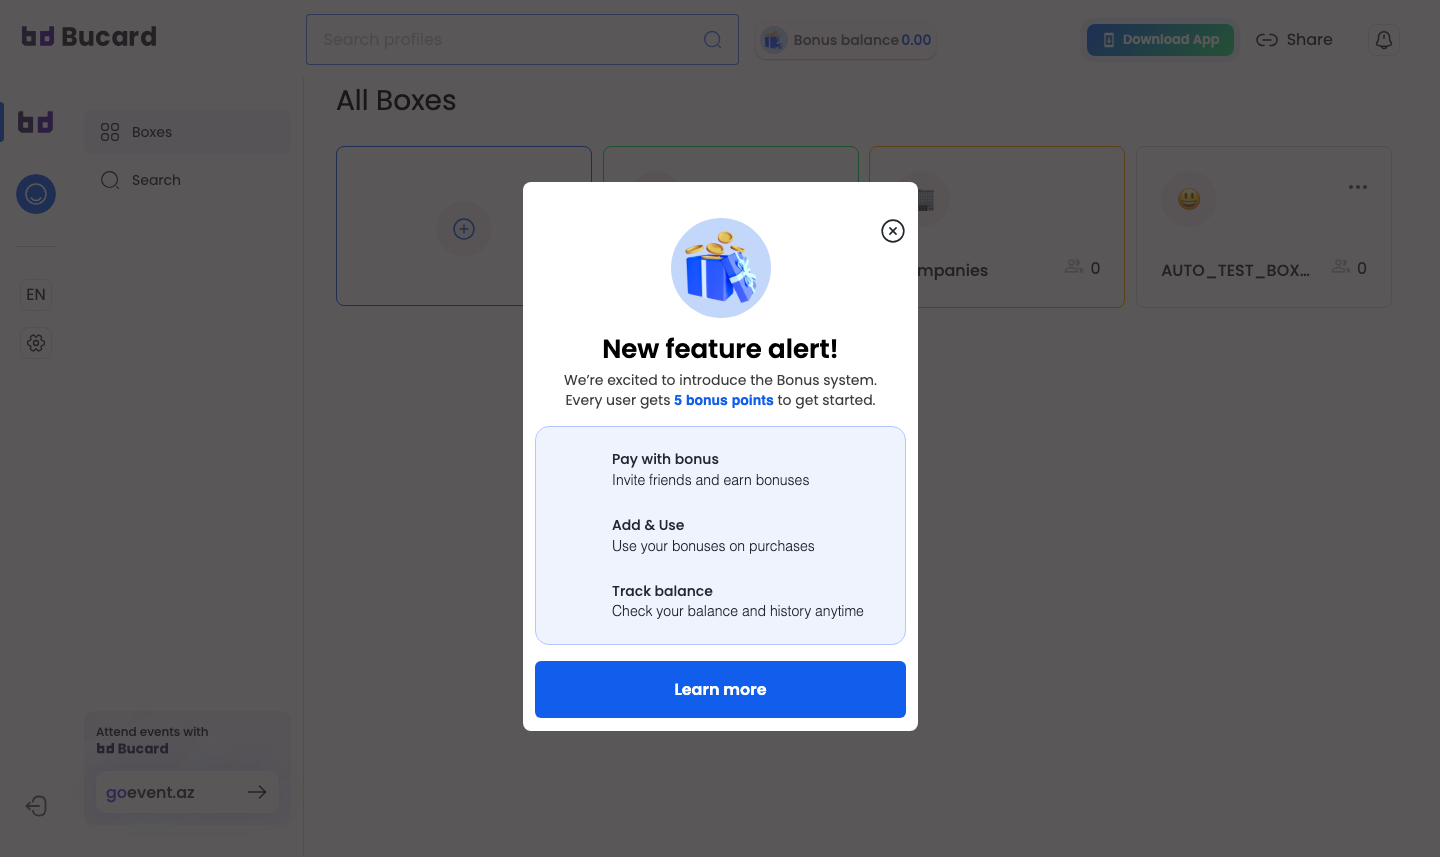 bd Bucard
Search profiles
Bonus balance 0.00
Download App
Share
All Boxes
bd
Boxes
Search
EN
mpanies
0
AUTO_TEST_BOX...
0
New feature alert!
We're excited to introduce the Bonus system.
Every user gets 5 bonus points to get started.
Pay with bonus
Invite friends and earn bonuses
Add & Use
Use your bonuses on purchases
Track balance
Check your balance and history anytime
Learn more
Attend events with
bd Bucard
goevent.az